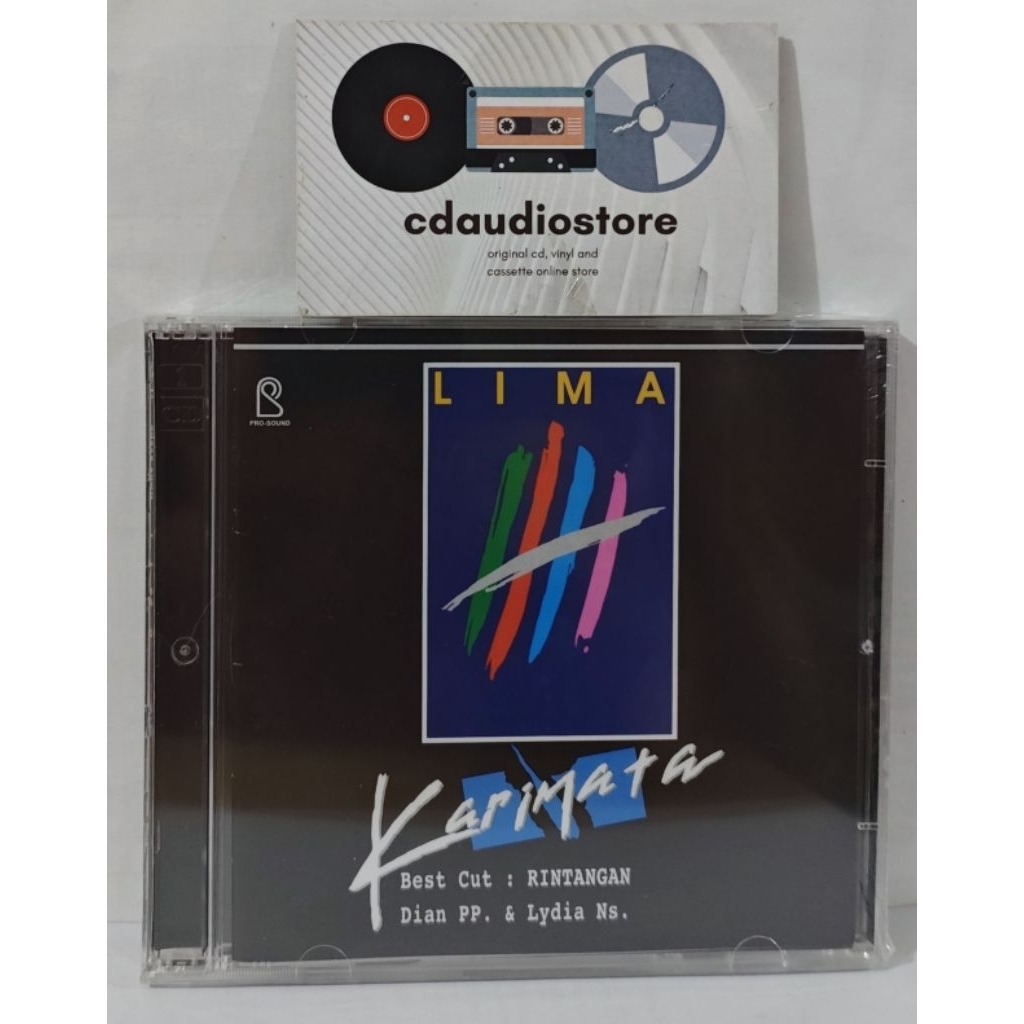 cdaudiostore
original cd, vinyl and
cassette online store
PRO-SOUND
LIMA
Karimata
Best Cut : RINTANGAN
Dian PP. & Lydia Ns.